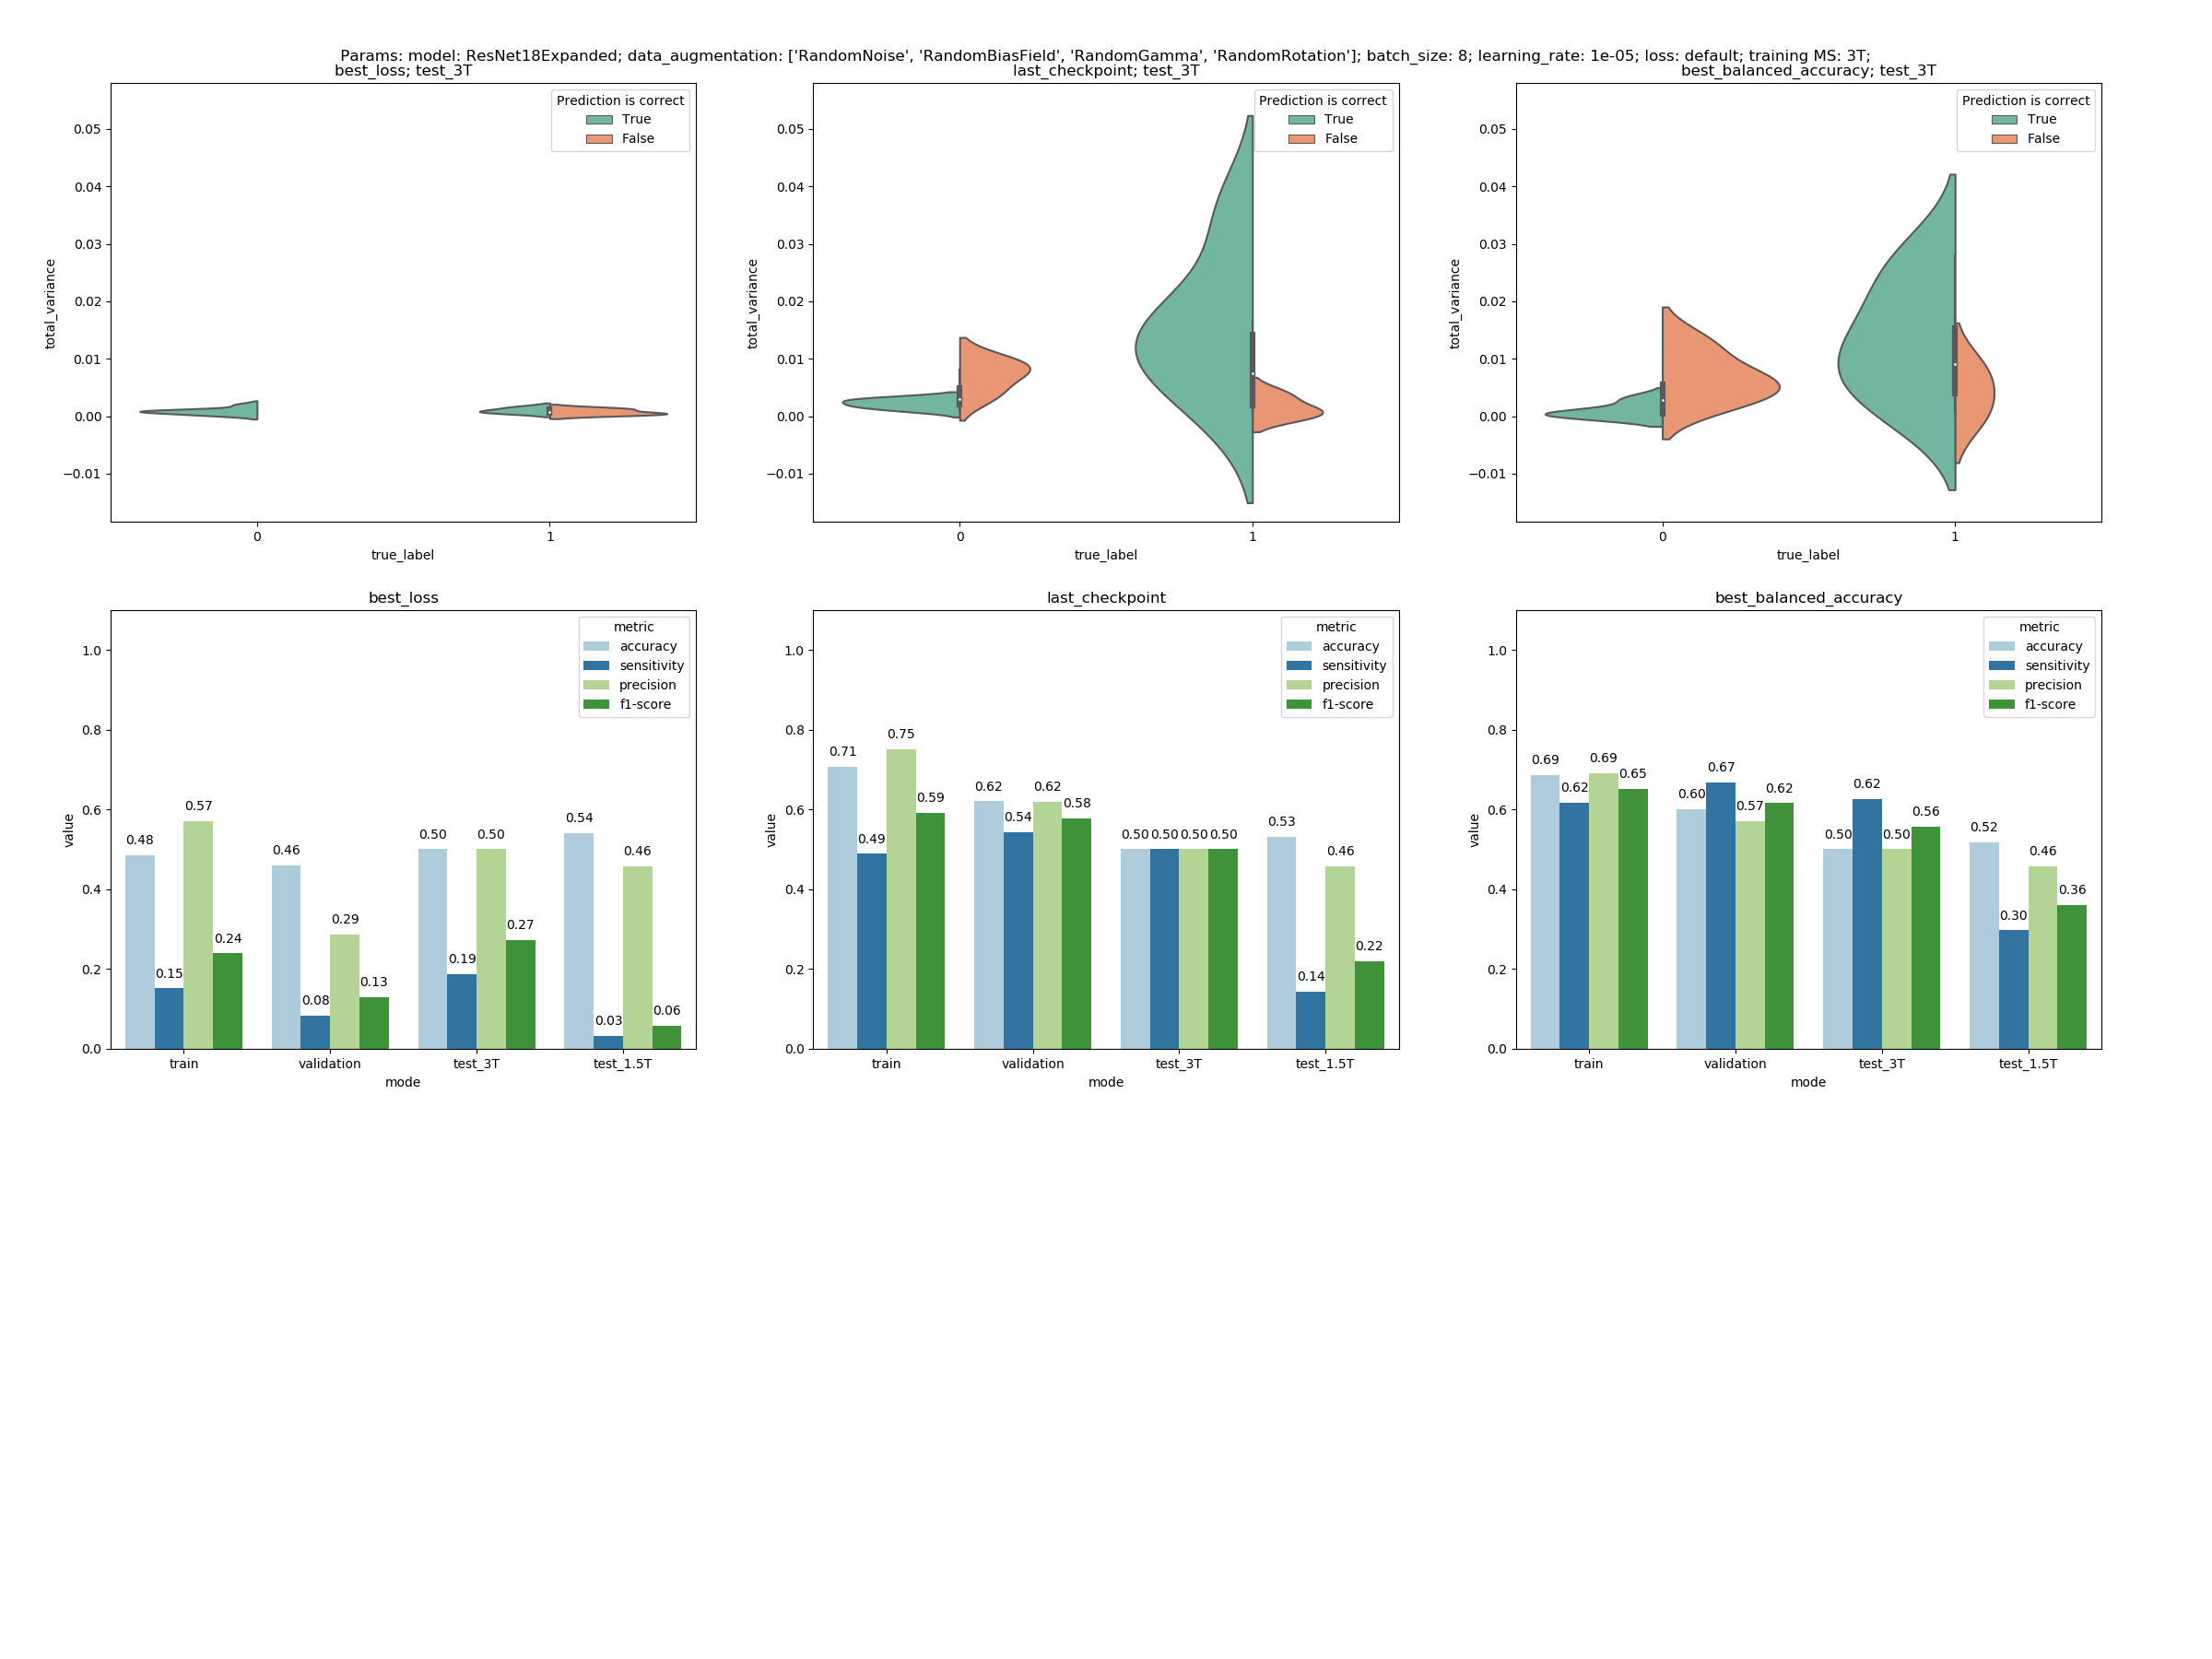 Params: model: ResNet18Expanded; data_augmentation: ['RandomNoise', 'RandomBiasField', 'RandomGamma', 'RandomRotation']; batch_size: 8; learning_rate: 1e-05; loss: default; training MS: 3T;
best_loss; test_3T
Prediction is correct
True
False
0.05
0.04
0.03
0.02
0.01
0.00
−0.01
total_variance
0
1
true_label
last_checkpoint; test_3T
Prediction is correct
True
False
0.05
0.04
0.03
0.02
0.01
0.00
−0.01
total_variance
0
1
true_label
best_balanced_accuracy; test_3T
Prediction is correct
True
False
0.05
0.04
0.03
0.02
0.01
0.00
−0.01
total_variance
0
1
true_label
best_loss
metric
accuracy
sensitivity
precision
f1-score
1.0
0.8
0.6
0.4
0.2
0.0
value
0.48
0.15
0.57
0.24
0.46
0.08
0.29
0.13
0.50
0.19
0.50
0.27
0.54
0.03
0.46
0.06
train
validation
test_3T
test_1.5T
mode
last_checkpoint
metric
accuracy
sensitivity
precision
f1-score
1.0
0.8
0.6
0.4
0.2
0.0
value
0.71
0.49
0.75
0.59
0.62
0.54
0.62
0.58
0.50
0.50
0.50
0.50
0.53
0.14
0.46
0.22
train
validation
test_3T
test_1.5T
mode
best_balanced_accuracy
metric
accuracy
sensitivity
precision
f1-score
1.0
0.8
0.6
0.4
0.2
0.0
value
0.69
0.62
0.69
0.65
0.60
0.67
0.57
0.62
0.50
0.62
0.50
0.56
0.52
0.30
0.46
0.36
train
validation
test_3T
test_1.5T
mode